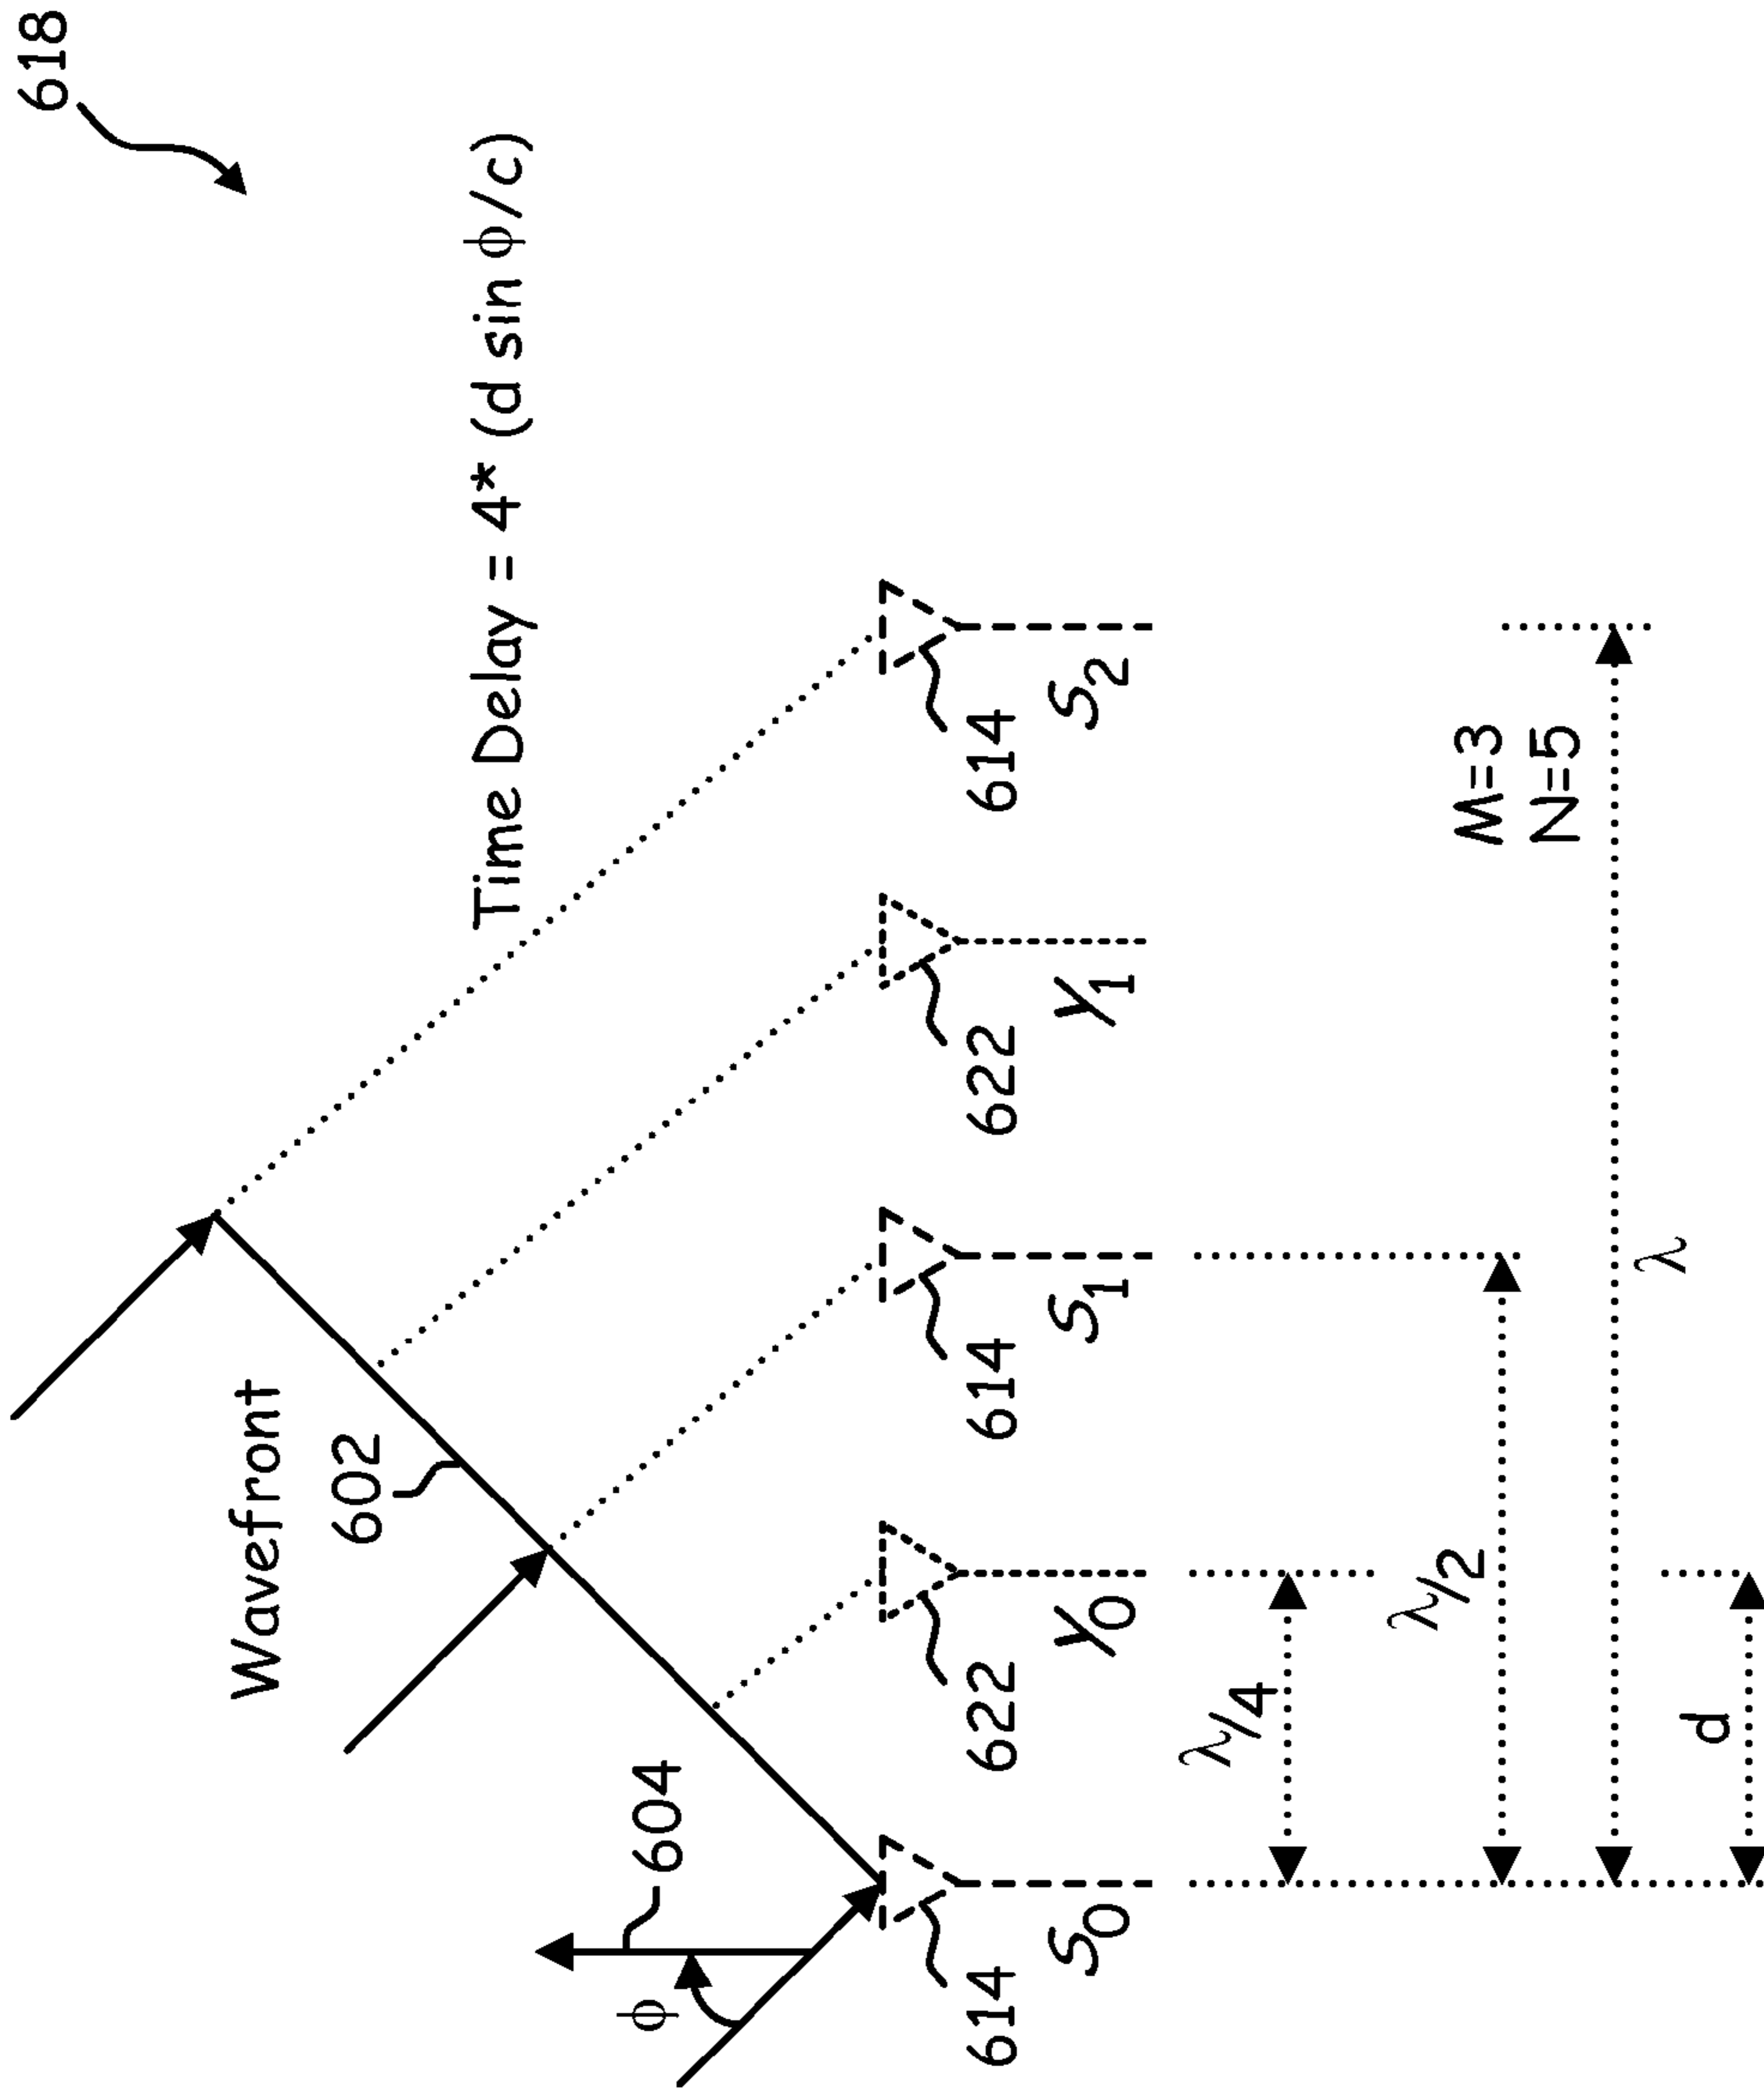 618
Wavefront
602
Time Delay = 4* (d sin ϕ/c)
ϕ 604
614 622 614 622 614
S₀ Y₀ S₁ Y₁ S₂
λ/4
λ/2
M=3
N=5
λ
d